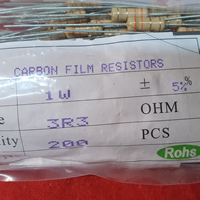 CARBON FILM RESISTORS
1W ± 5%
e 3R3 OHM
ity 200 PCS
Rohs